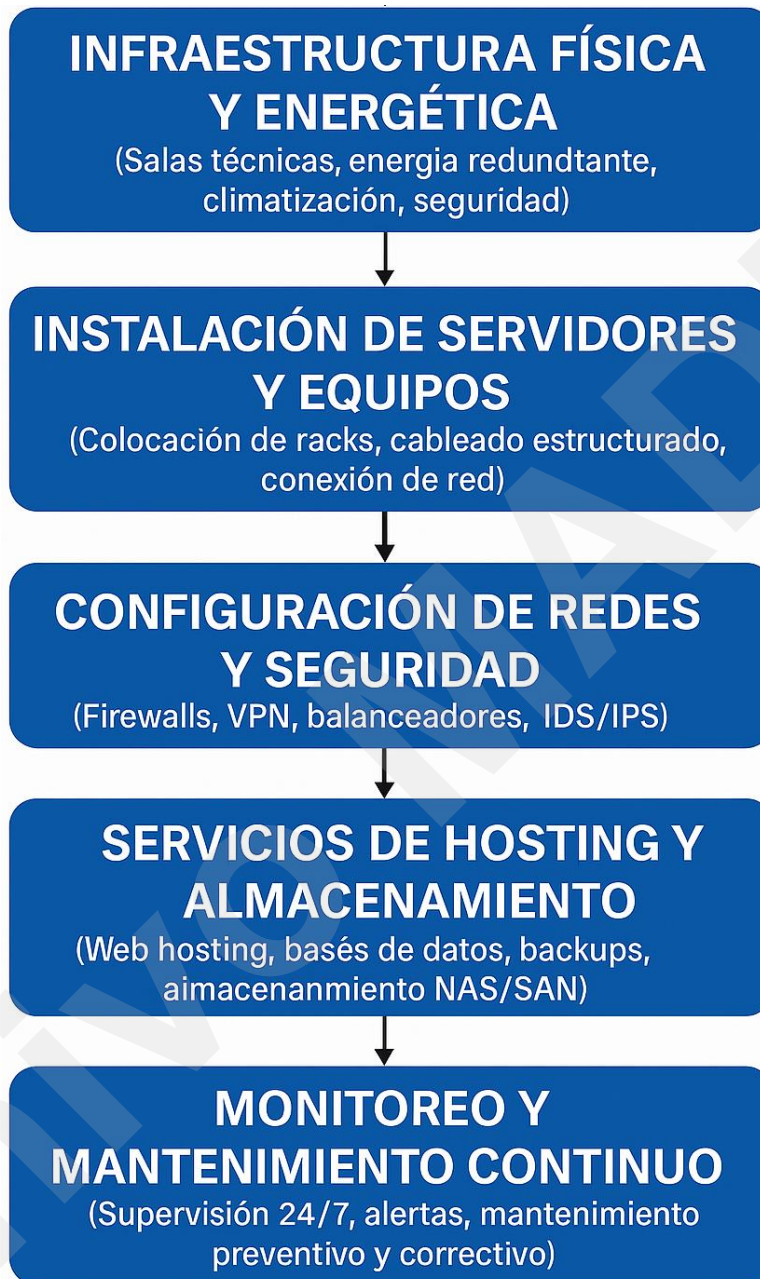 INFRAESTRUCTURA FÍSICA
Y ENERGÉTICA
(Salas técnicas, energia redundtante,
climatización, seguridad)
INSTALACIÓN DE SERVIDORES
Y EQUIPOS
(Colocación de racks, cableado estructurado,
conexión de red)
CONFIGURACIÓN DE REDES
Y SEGURIDAD
(Firewalls, VPN, balanceadores, IDS/IPS)
SERVICIOS DE HOSTING Y
ALMACENAMIENTO
(Web hosting, basés de datos, backups,
aimacenanmiento NAS/SAN)
MONITOREO Y
MANTENIMIENTO CONTINUO
(Supervisión 24/7, alertas, mantenimiento
preventivo y correctivo)